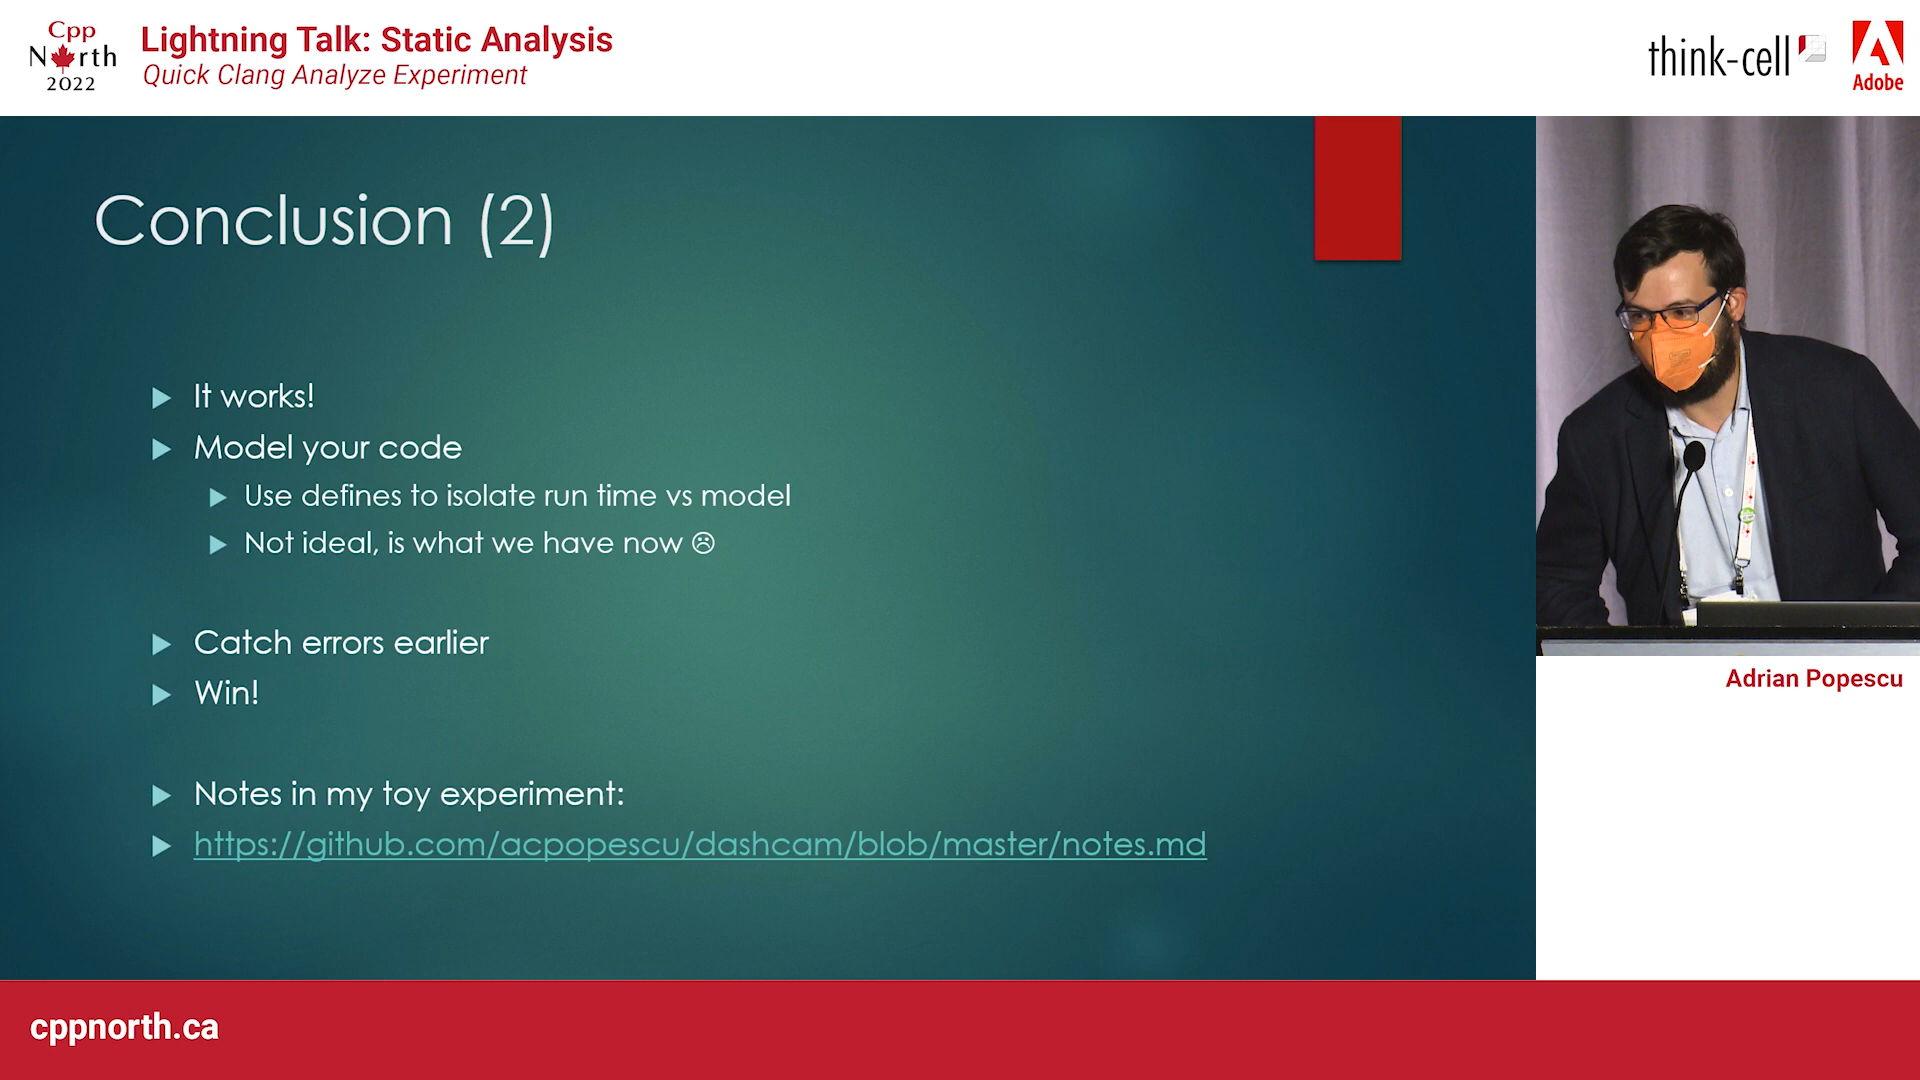 Cpp
North
2022
Lightning Talk: Static Analysis
Quick Clang Analyze Experiment
think-cell
Adobe
Conclusion (2)
It works!
Model your code
Use defines to isolate run time vs model
Not ideal, is what we have now ☹
Catch errors earlier
Win!
Notes in my toy experiment:
https://github.com/acpopescu/dashcam/blob/master/notes.md
Adrian Popescu
cppnorth.ca